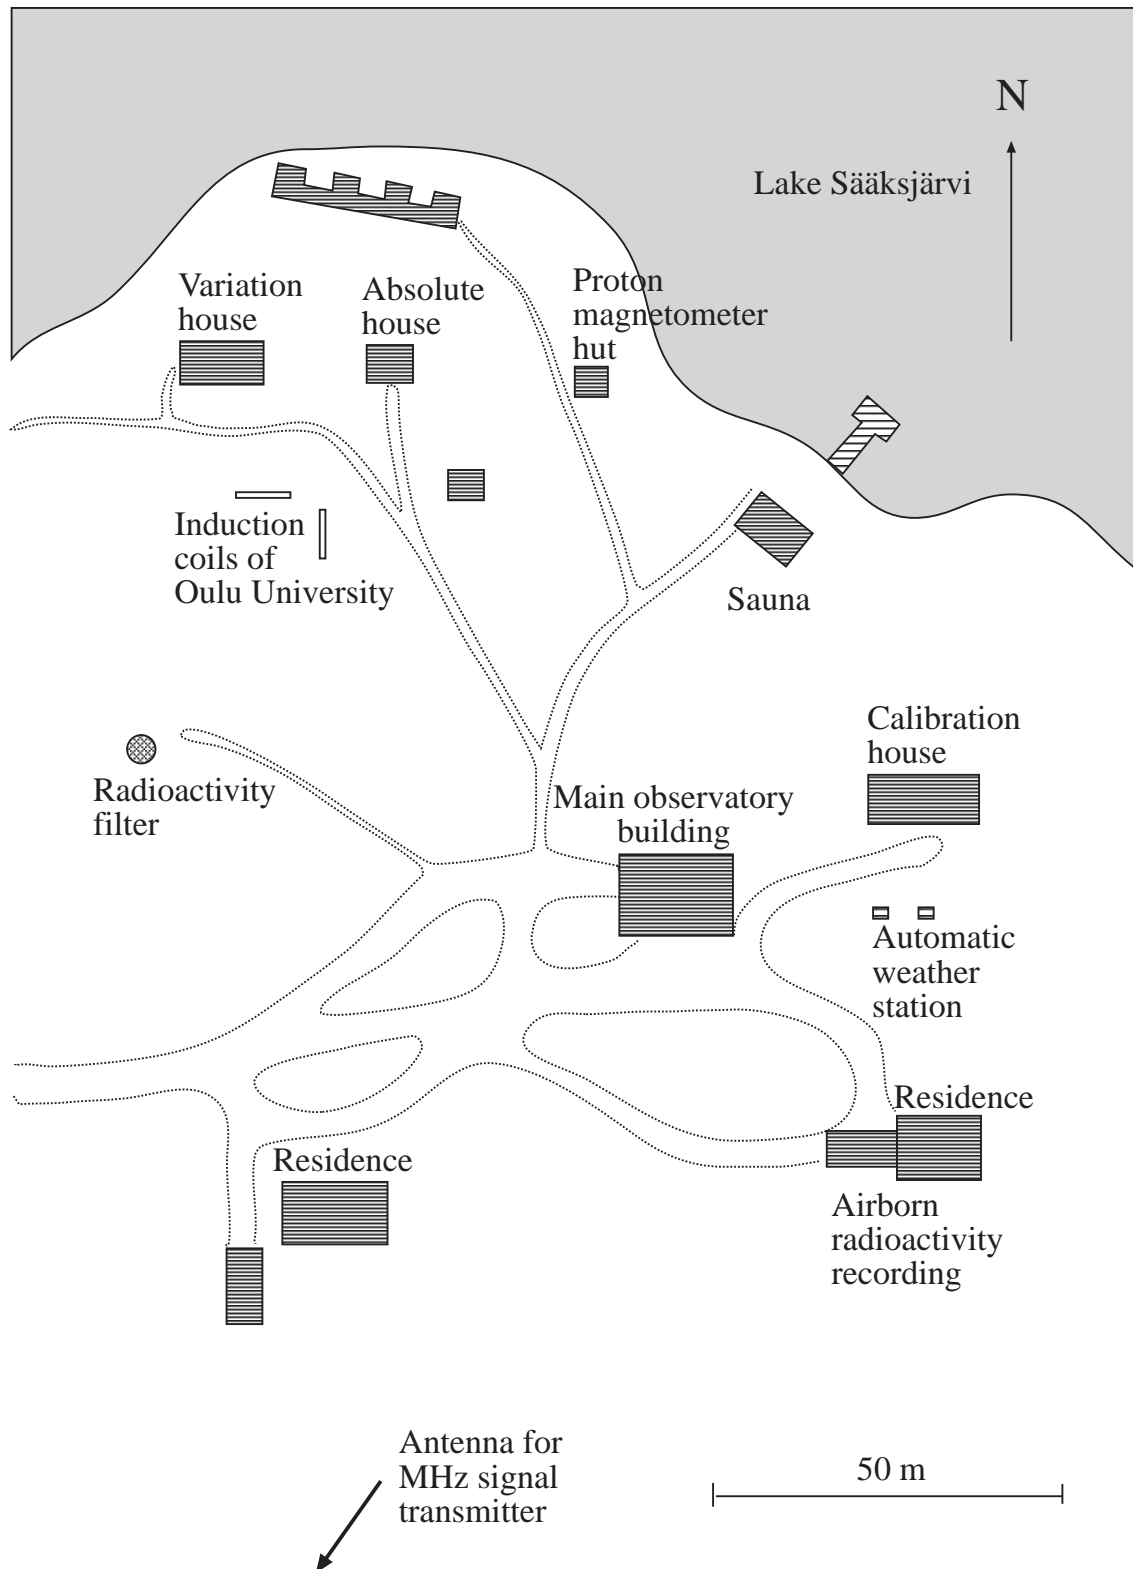 N
Lake Sääksjärvi
Variation
house
Absolute
house
Proton
magnetometer
hut
Induction
coils of
Oulu University
Sauna
Radioactivity
filter
Calibration
house
Main observatory
building
Automatic
weather
station
Residence
Residence
Airborn
radioactivity
recording
Antenna for
MHz signal
transmitter
50 m